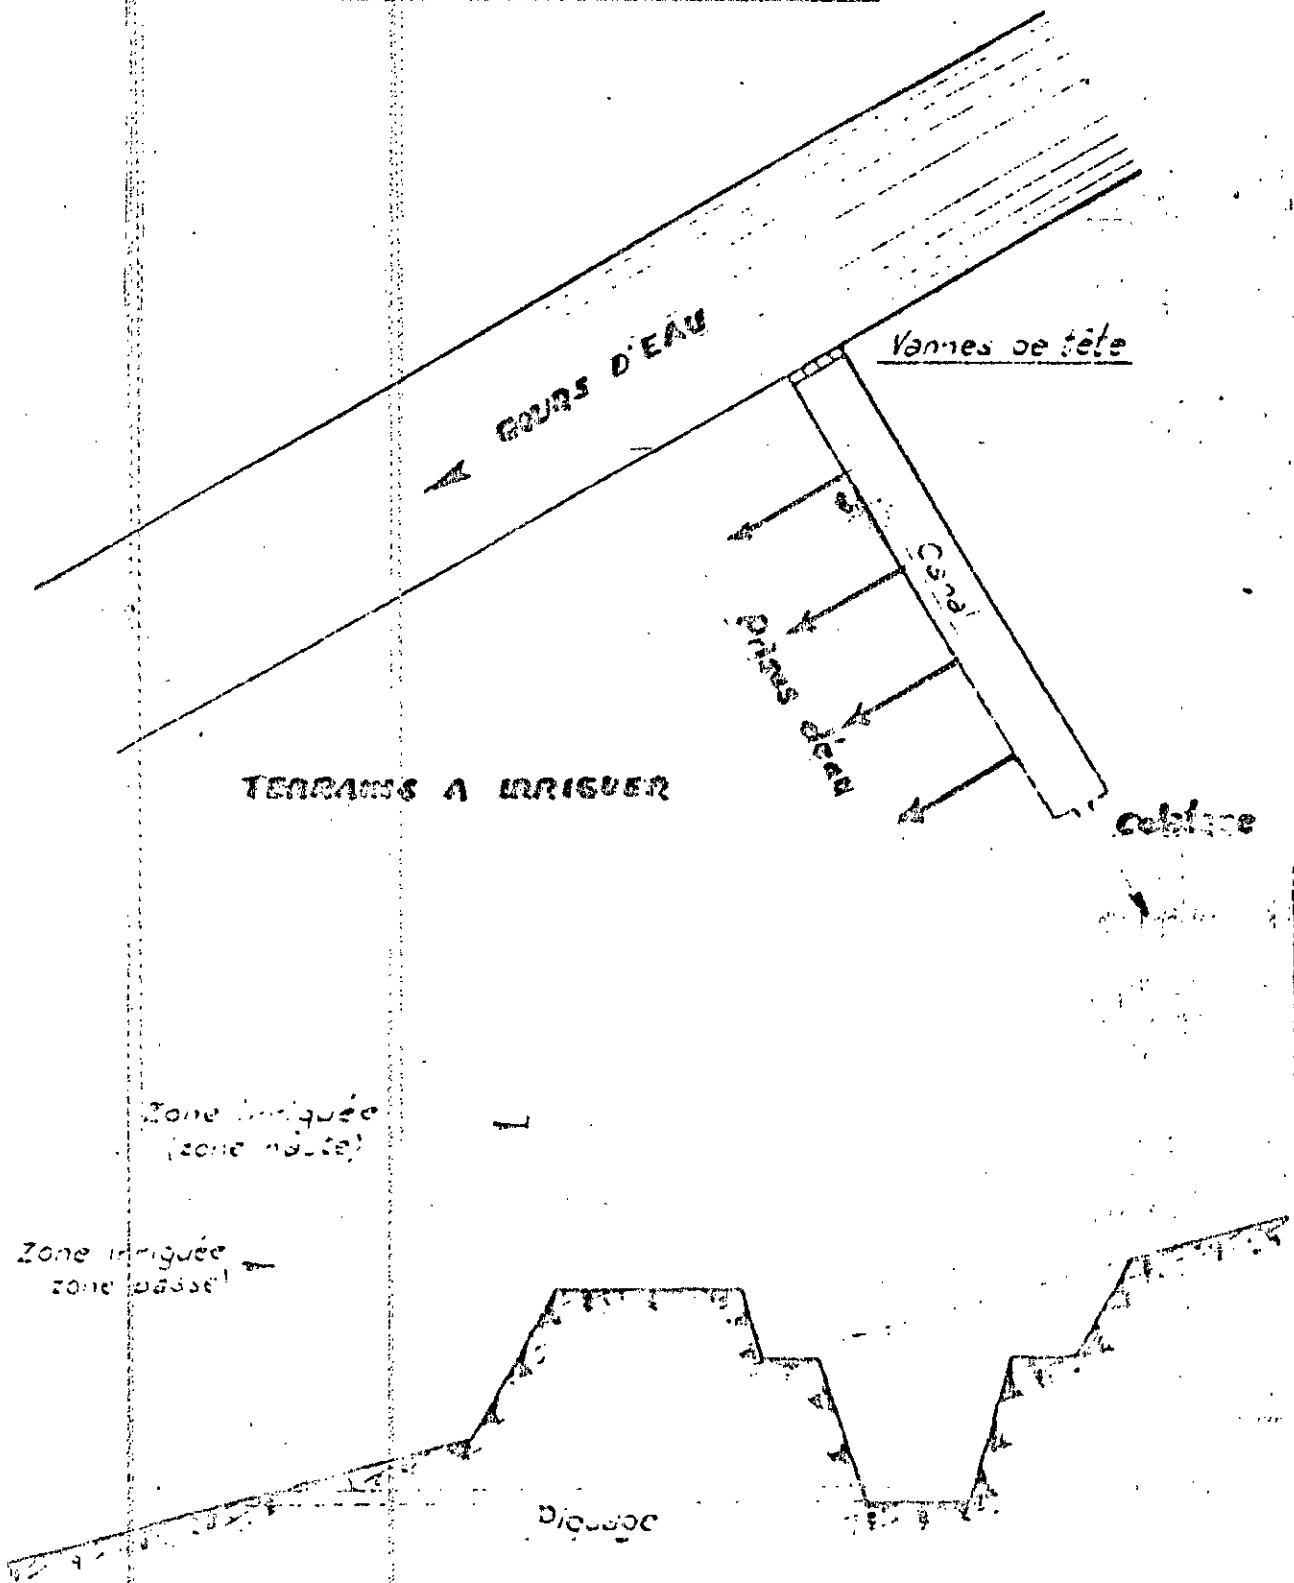 COURS D'EAU
Vannes de tête
Canal
Prises d'eau
TERRAINS A IRRIGUER
Zone irriguée
(zone haute)
Zone irriguée
zone basse)